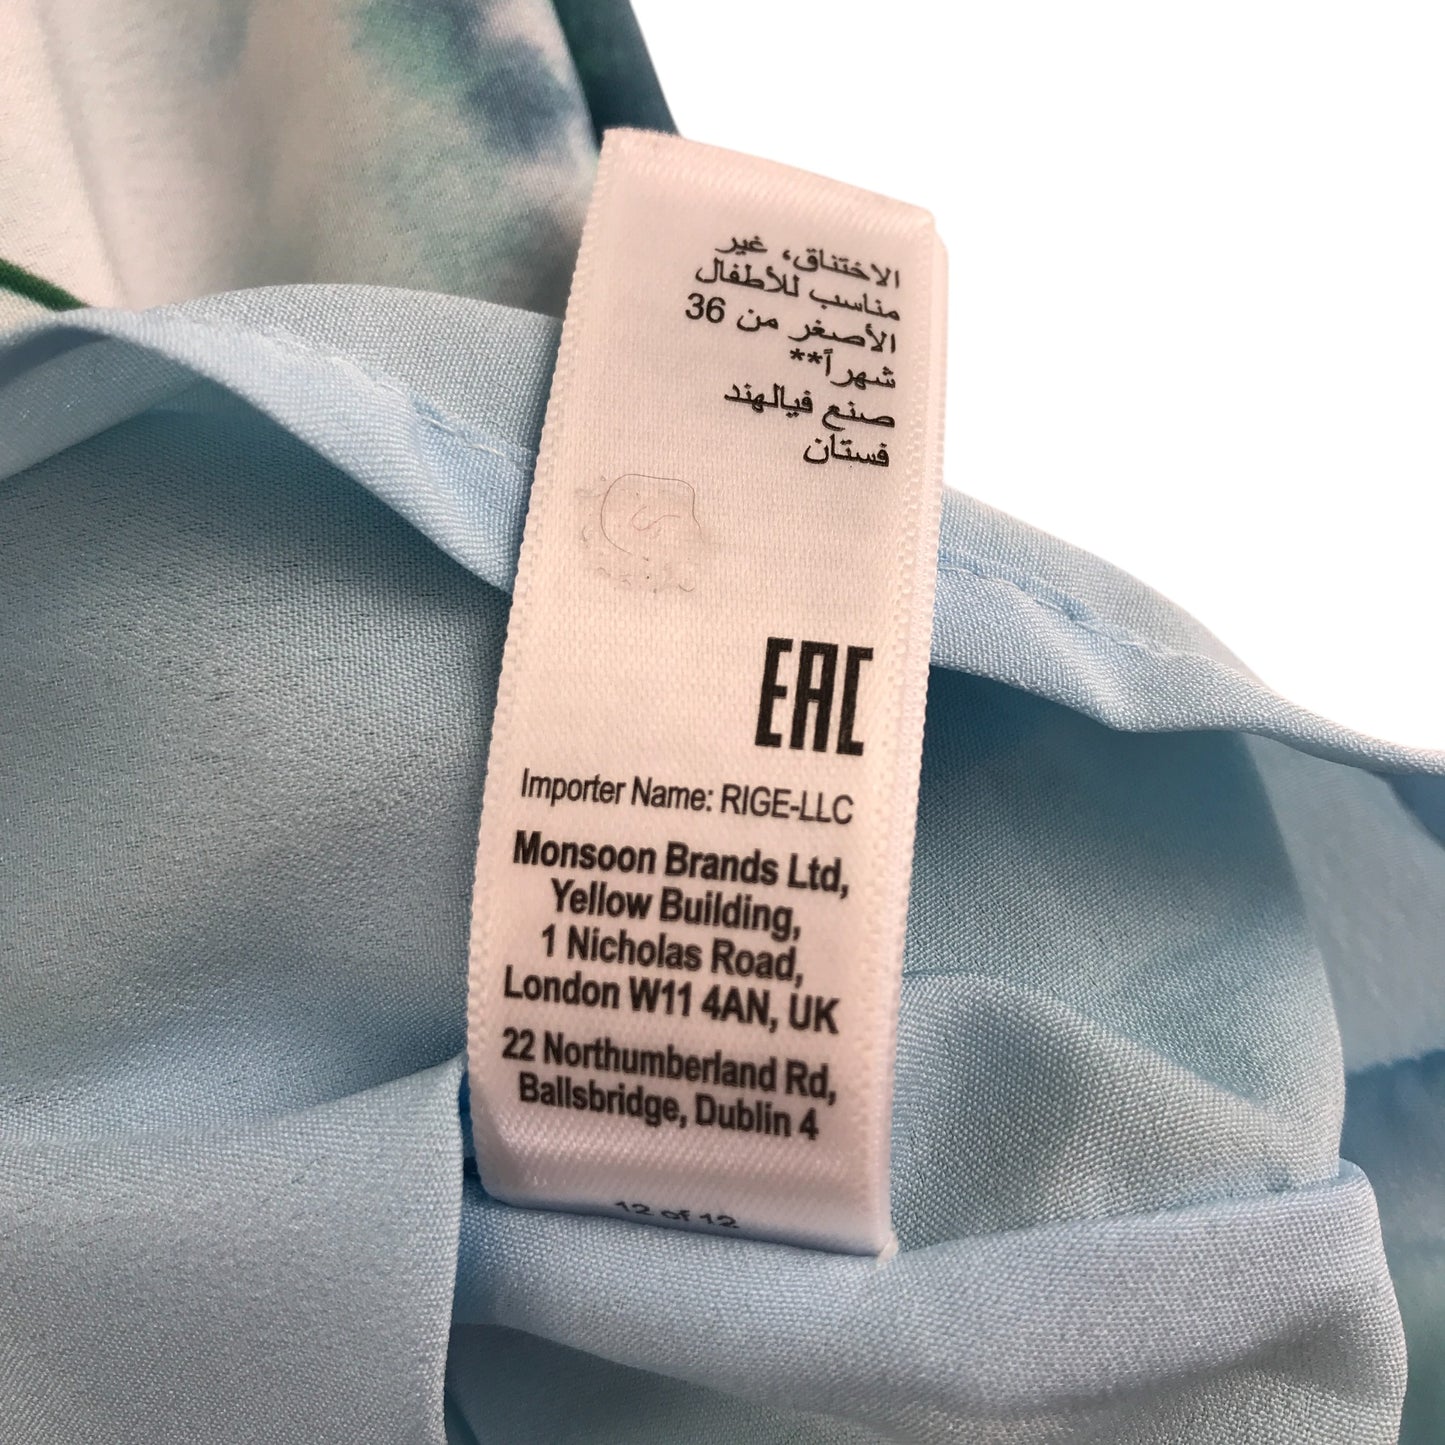 الاختناق، غير
مناسب للأطفال
الأصغر من 36
شهراً**
صنع فيالهند
فستان
EAC
Importer Name: RIGE-LLC
Monsoon Brands Ltd,
Yellow Building,
1 Nicholas Road,
London W11 4AN, UK
22 Northumberland Rd,
Ballsbridge, Dublin 4
12 of 12